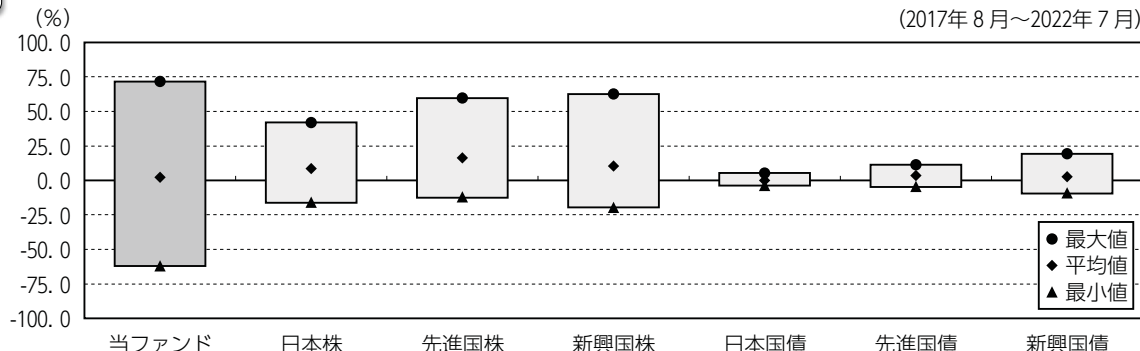 (%)
(2017年8月～2022年7月)
100.0
75.0
50.0
25.0
0.0
-25.0
-50.0
-75.0
-100.0
● 最大値
◆ 平均値
▲ 最小値
当ファンド 日本株 先進国株 新興国株 日本国債 先進国債 新興国債